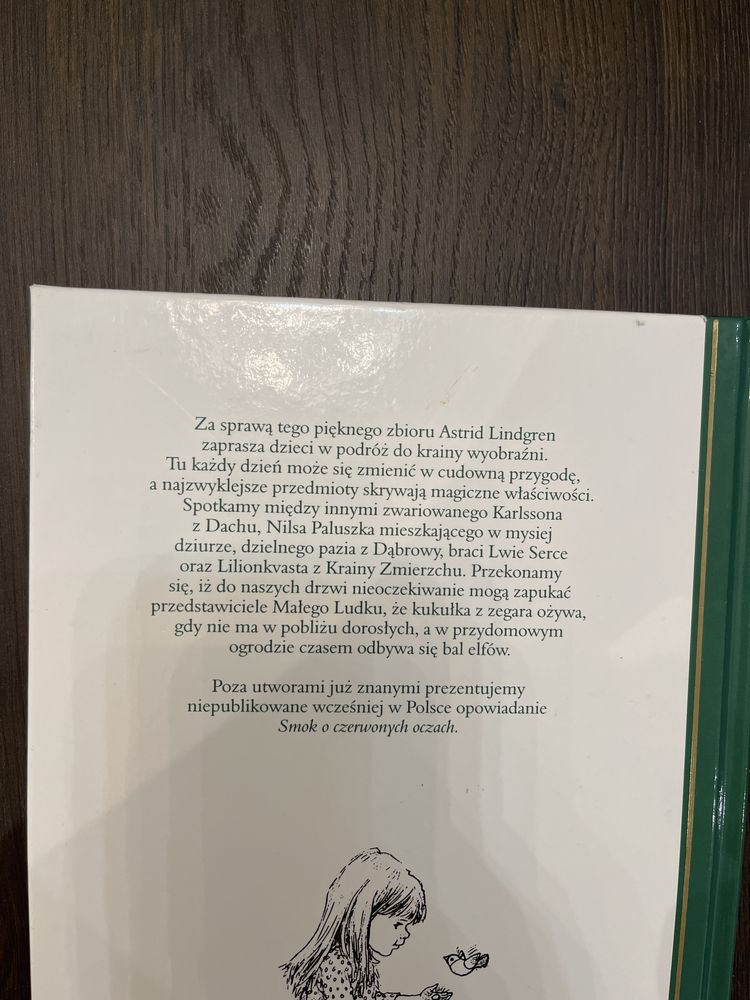 Za sprawą tego pięknego zbioru Astrid Lindgren
zaprasza dzieci w podróż do krainy wyobraźni.
Tu każdy dzień może się zmienić w cudowną przygodę,
a najzwyklejsze przedmioty skrywają magiczne właściwości.
Spotkamy między innymi zwariowanego Karlssona
z Dachu, Nilsa Paluszka mieszkającego w mysiej
dziurze, dzielnego pazia z Dąbrowy, braci Lwie Serce
oraz Lilionkvasta z Krainy Zmierzchu. Przekonamy
się, iż do naszych drzwi nieoczekiwanie mogą zapukać
przedstawiciele Małego Ludku, że kukułka z zegara ożywa,
gdy nie ma w pobliżu dorosłych, a w przydomowym
ogrodzie czasem odbywa się bal elfów.
Poza utworami już znanymi prezentujemy
niepublikowane wcześniej w Polsce opowiadanie
Smok o czerwonych oczach.